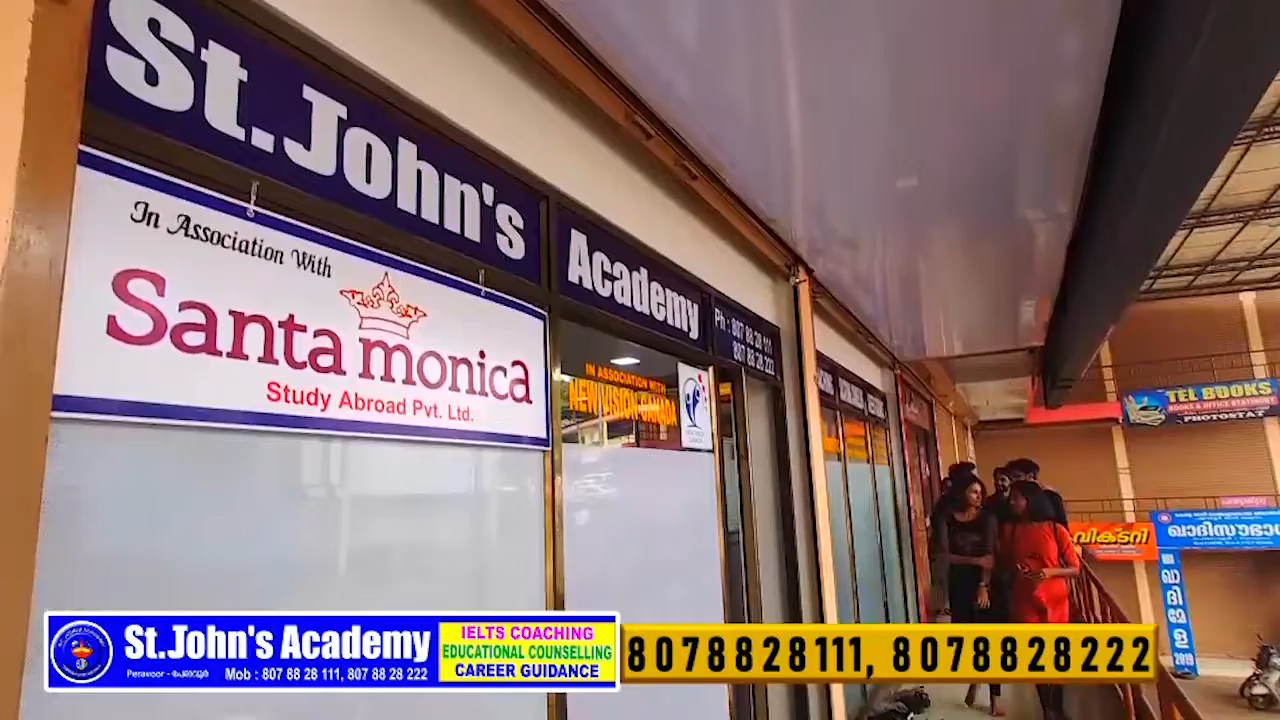 St.John's
Academy
Ph : 807 88 28 111
807 88 28 222
In Association With
Santa monica
Study Abroad Pvt. Ltd.
IN ASSOCIATION WITH
NEW VISION CANADA
TEL BOOKS
BOOKS & OFFICE STATIONERY
PHOTOSTAT
വിക്ടറി
ഖാദിസൗഭാഗ
ഖാ
ദി
മേ
ള
2019
St.John's Academy
Peravoor - പേരാവൂർ
Mob : 807 88 28 111, 807 88 28 222
IELTS COACHING
EDUCATIONAL COUNSELLING
CAREER GUIDANCE
8078828111, 8078828222